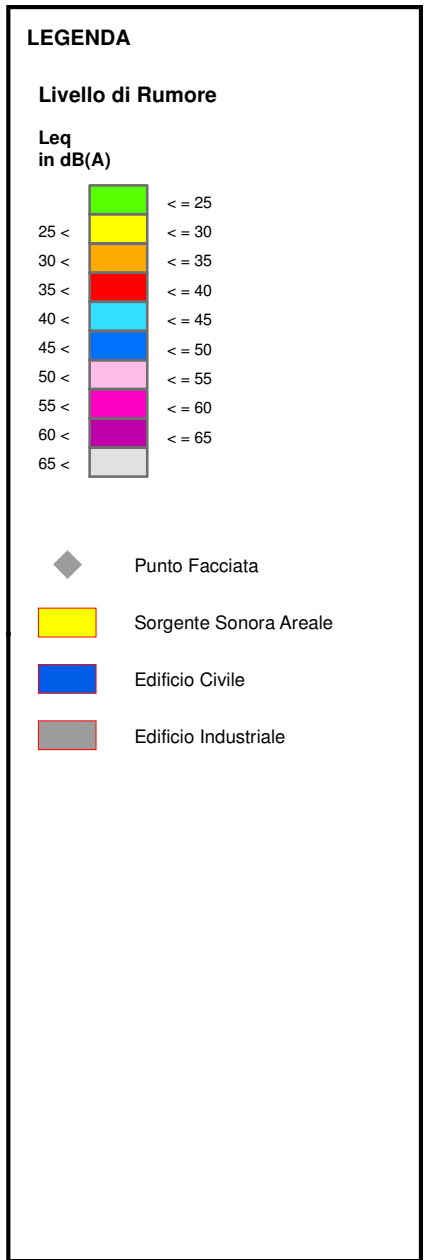 LEGENDA
Livello di Rumore
Leq
in dB(A)
< = 25
25 < < = 30
30 < < = 35
35 < < = 40
40 < < = 45
45 < < = 50
50 < < = 55
55 < < = 60
60 < < = 65
65 <
Punto Facciata
Sorgente Sonora Areale
Edificio Civile
Edificio Industriale